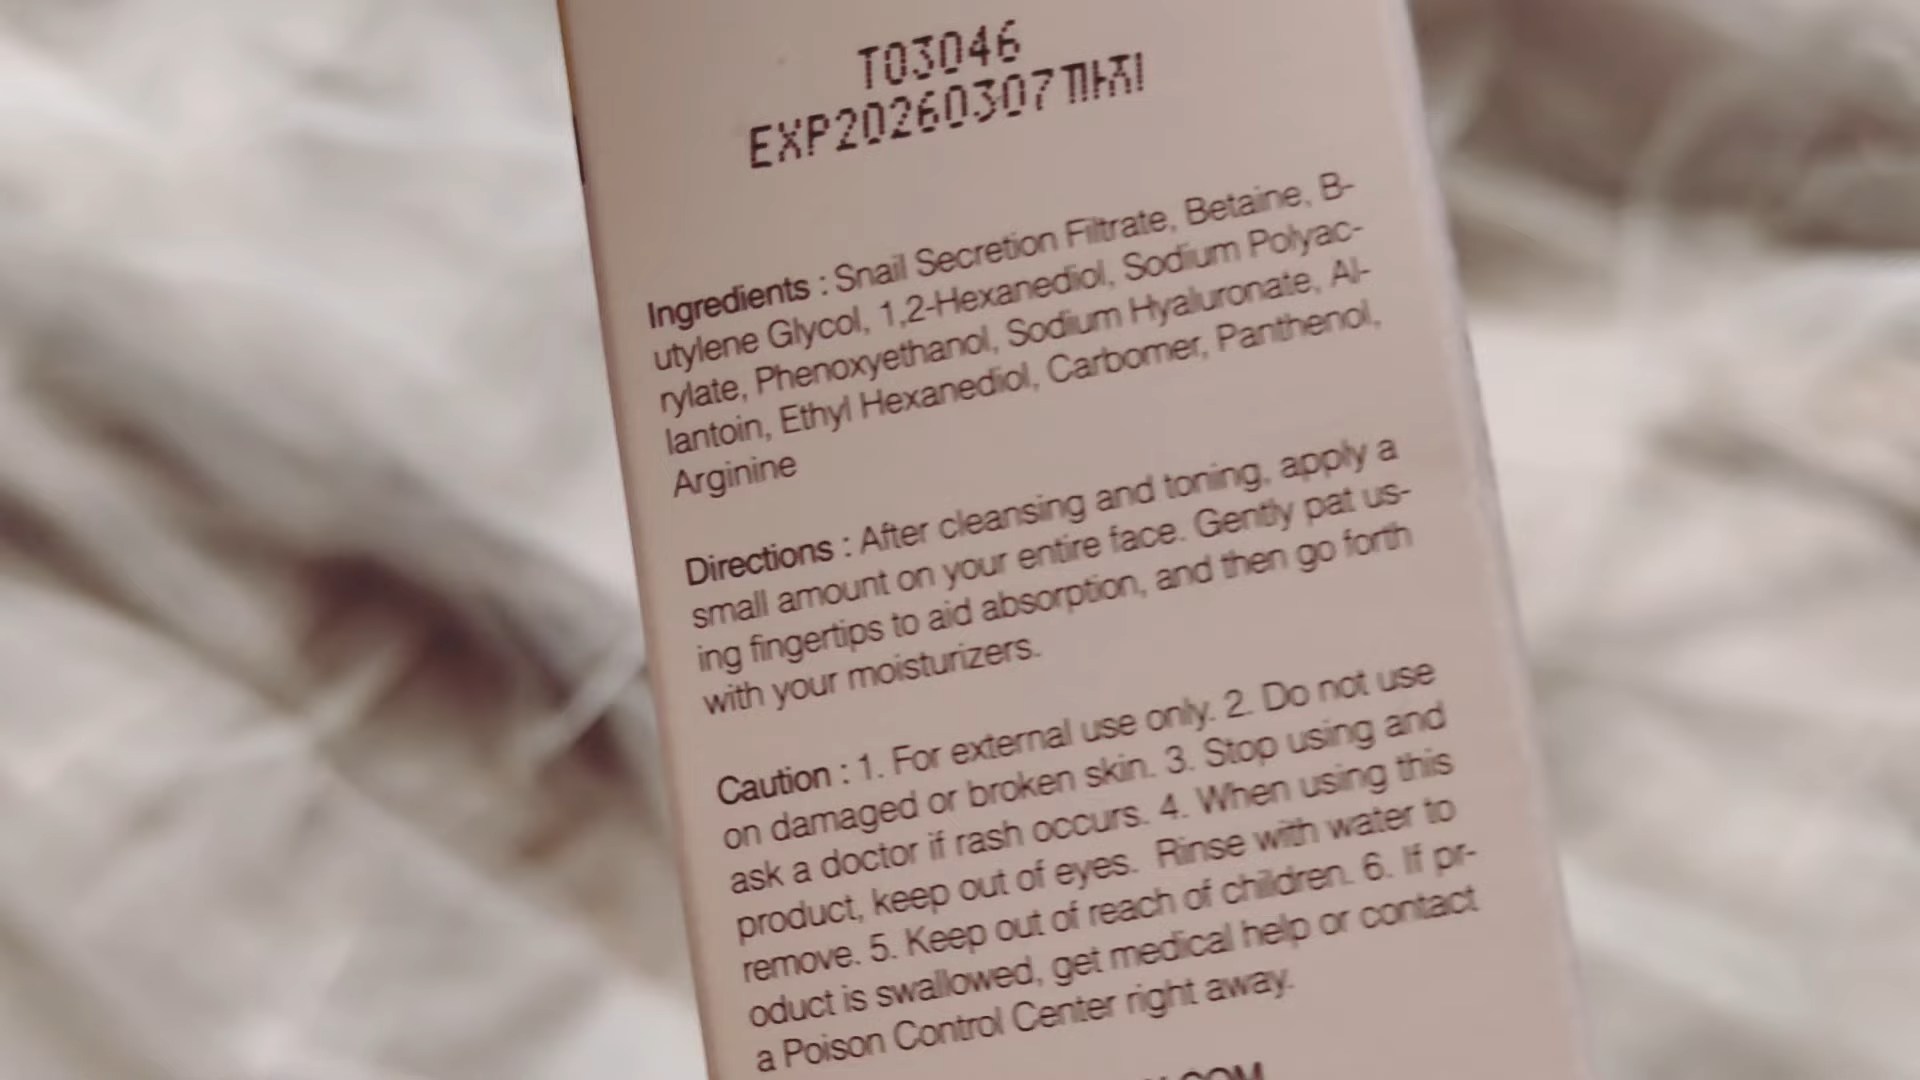 T03046
EXP20260307까지
Ingredients : Snail Secretion Filtrate, Betaine, B-
utylene Glycol, 1,2-Hexanediol, Sodium Polyac-
rylate, Phenoxyethanol, Sodium Hyaluronate, Al-
lantoin, Ethyl Hexanediol, Carbomer, Panthenol,
Arginine
Directions : After cleansing and toning, apply a
small amount on your entire face. Gently pat us-
ing fingertips to aid absorption, and then go forth
with your moisturizers.
Caution : 1. For external use only. 2. Do not use
on damaged or broken skin. 3. Stop using and
ask a doctor if rash occurs. 4. When using this
product, keep out of eyes. Rinse with water to
remove. 5. Keep out of reach of children. 6. If pr-
oduct is swallowed, get medical help or contact
a Poison Control Center right away.